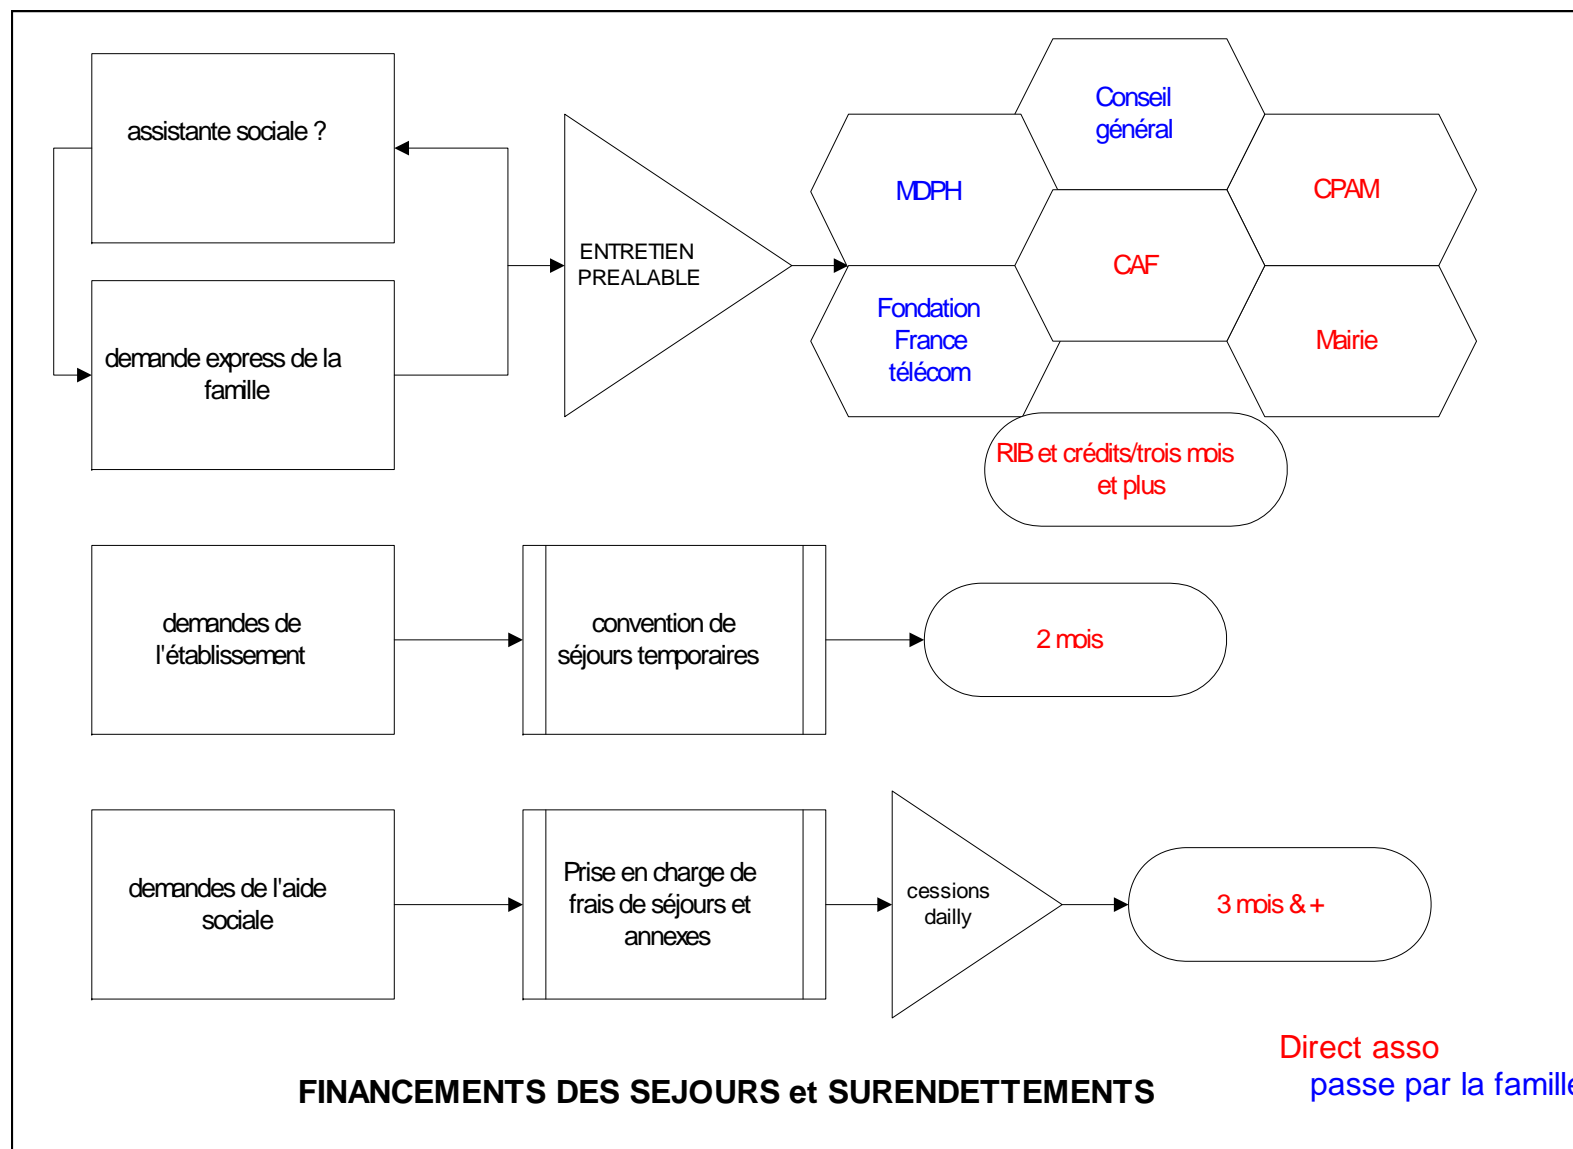 assistante sociale ?
demande express de la
famille
ENTRETIEN
PREALABLE
Conseil
général
MDPH
CPAM
CAF
Fondation
France
télécom
Mairie
RIB et crédits/trois mois
et plus
demandes de
l'établissement
convention de
séjours temporaires
2 mois
demandes de l'aide
sociale
Prise en charge de
frais de séjours et
annexes
cessions
dailly
3 mois & +
Direct asso
passe par la famille
FINANCEMENTS DES SEJOURS et SURENDETTEMENTS